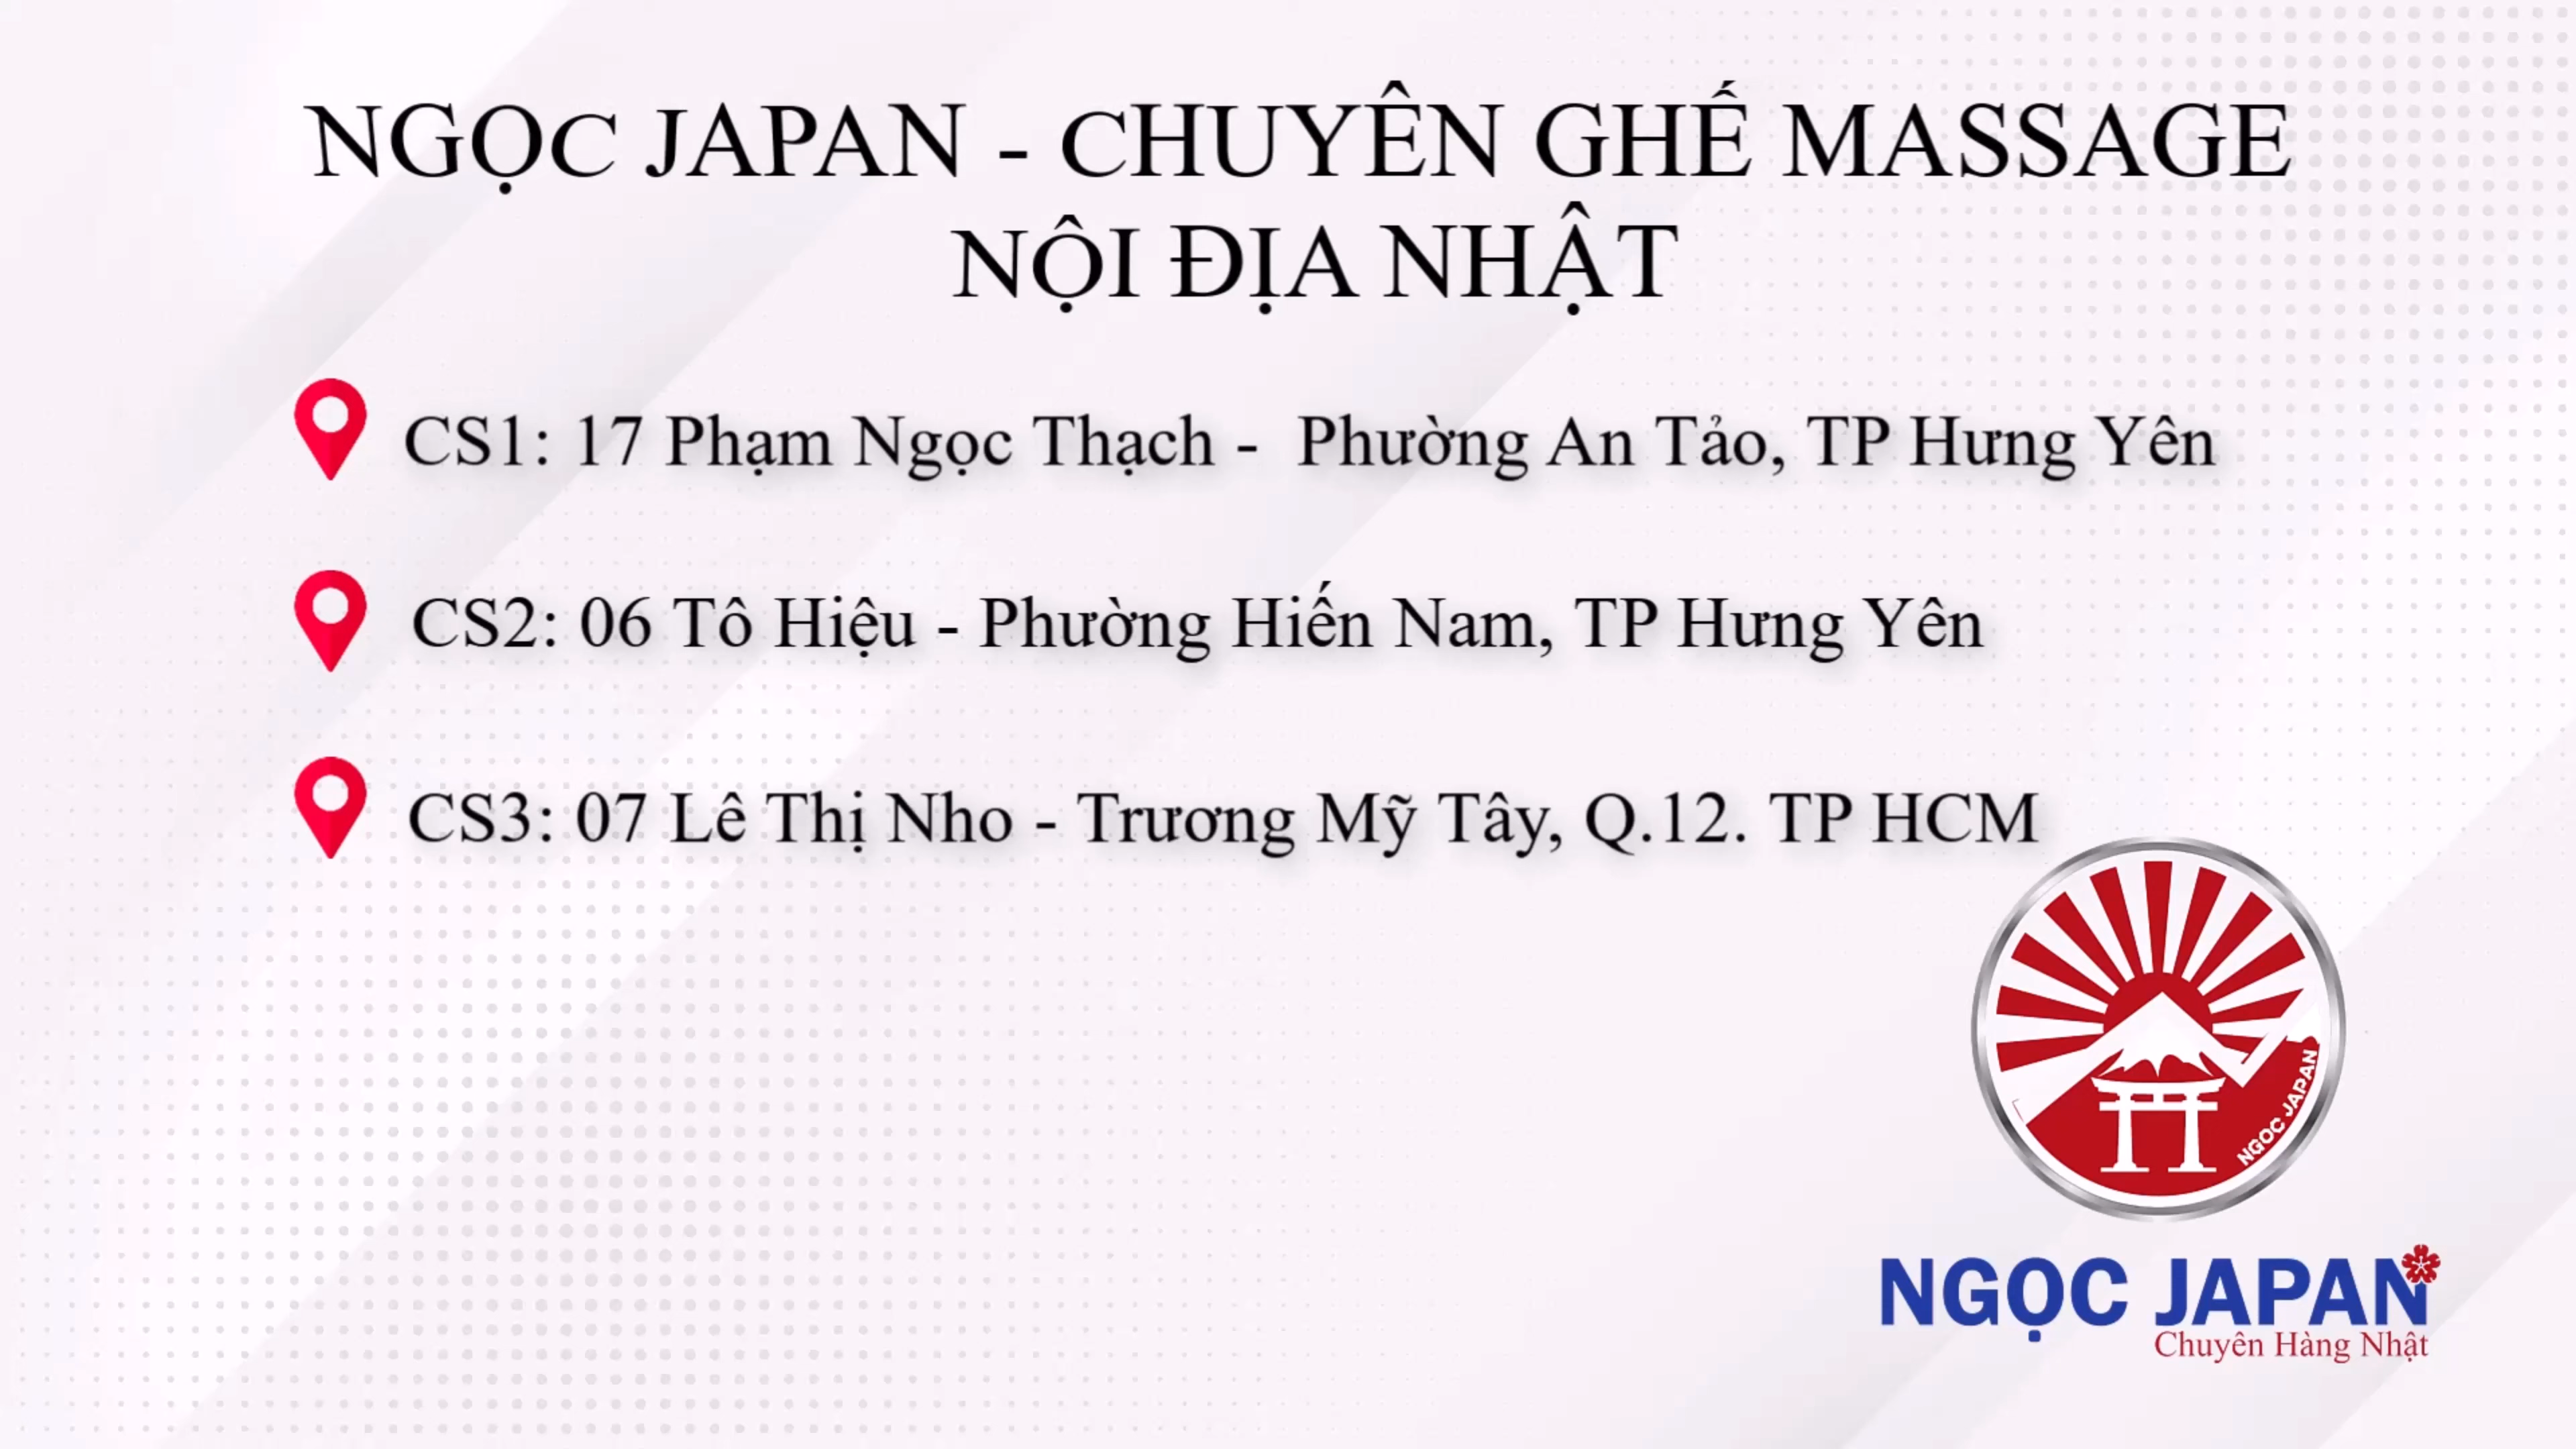 NGỌC JAPAN - CHUYÊN GHẾ MASSAGE
NỘI ĐỊA NHẬT
CS1: 17 Phạm Ngọc Thạch - Phường An Tảo, TP Hưng Yên
CS2: 06 Tô Hiệu - Phường Hiến Nam, TP Hưng Yên
CS3: 07 Lê Thị Nho - Trương Mỹ Tây, Q.12. TP HCM
NGOC JAPAN
NGỌC JAPAN
Chuyên Hàng Nhật